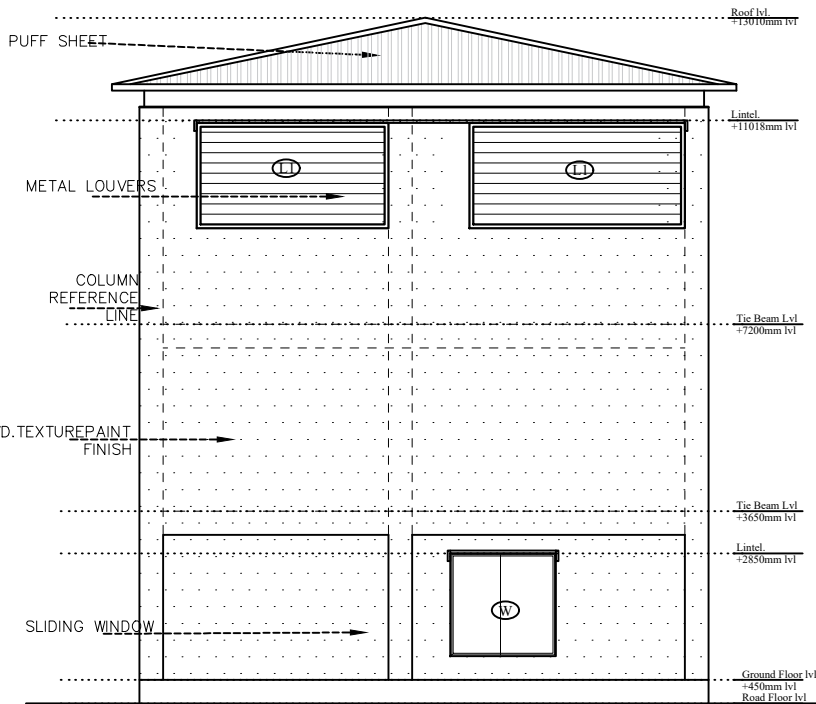 Roof lvl.
+13010mm lvl
PUFF SHEET
Lintel.
+11018mm lvl
L1
L1
METAL LOUVERS
COLUMN
REFERENCE
LINE
Tie Beam Lvl
+7200mm lvl
D.TEXTUREPAINT
FINISH
Tie Beam Lvl
+3650mm lvl
Lintel.
+2850mm lvl
W
SLIDING WINDOW
Ground Floor lvl
+450mm lvl
Road Floor lvl